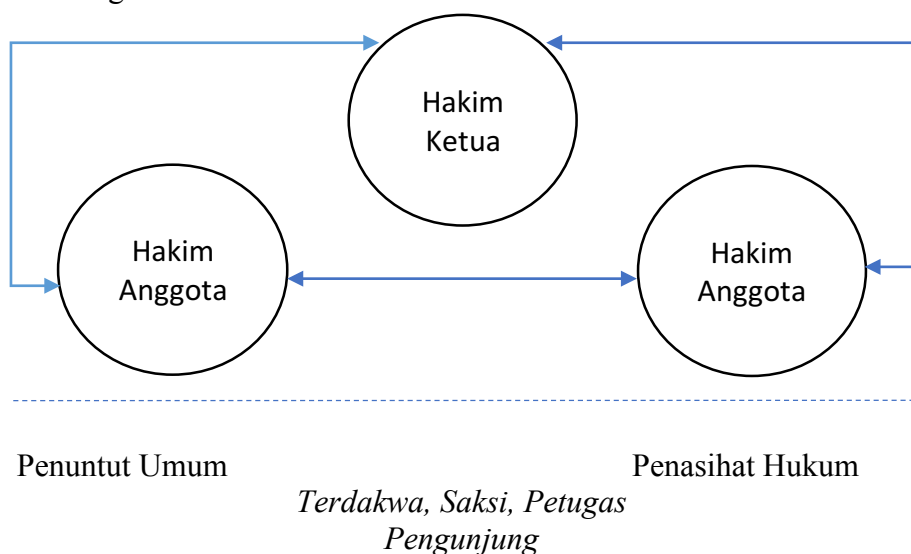 Hakim
Ketua
Hakim
Anggota
Hakim
Anggota
Penuntut Umum
Penasihat Hukum
Terdakwa, Saksi, Petugas
Pengunjung